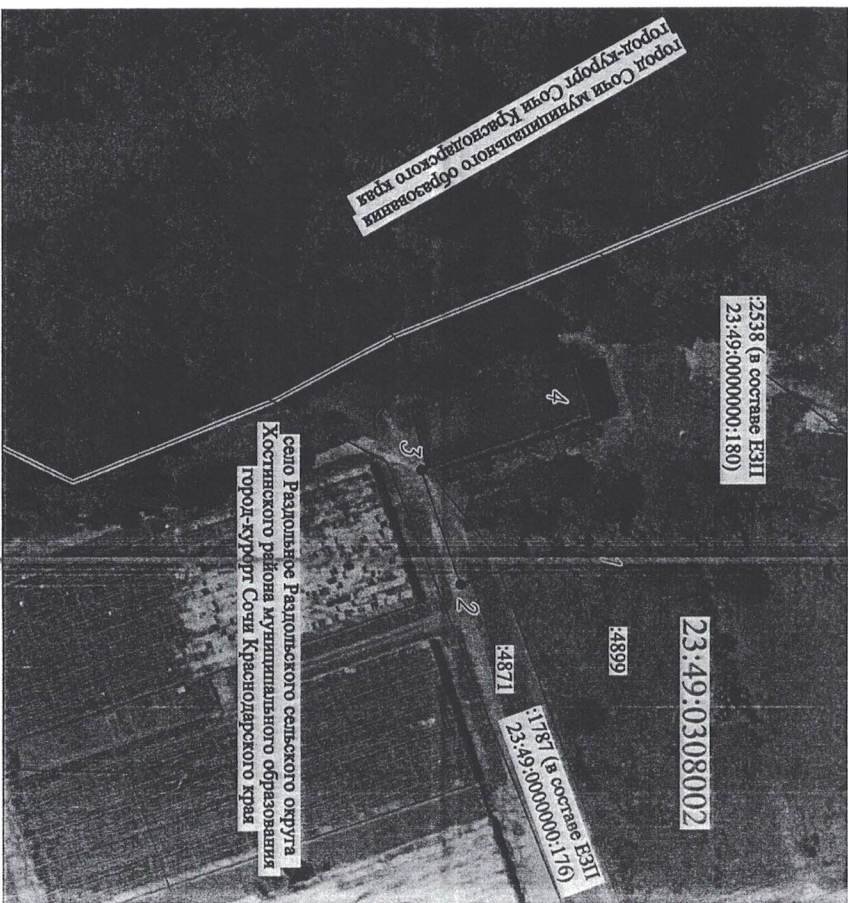 город Сочи муниципального образования
город-курорт Сочи Краснодарского края
:2538 (в составе ЕЗП
23:49:0000000:180)
4
3
1
2
23:49:0308002
:4899
:4871
:1787 (в составе ЕЗП
23:49:0000000:176)
село Раздольное Раздольского сельского округа
Хостинского района муниципального образования
город-курорт Сочи Краснодарского края